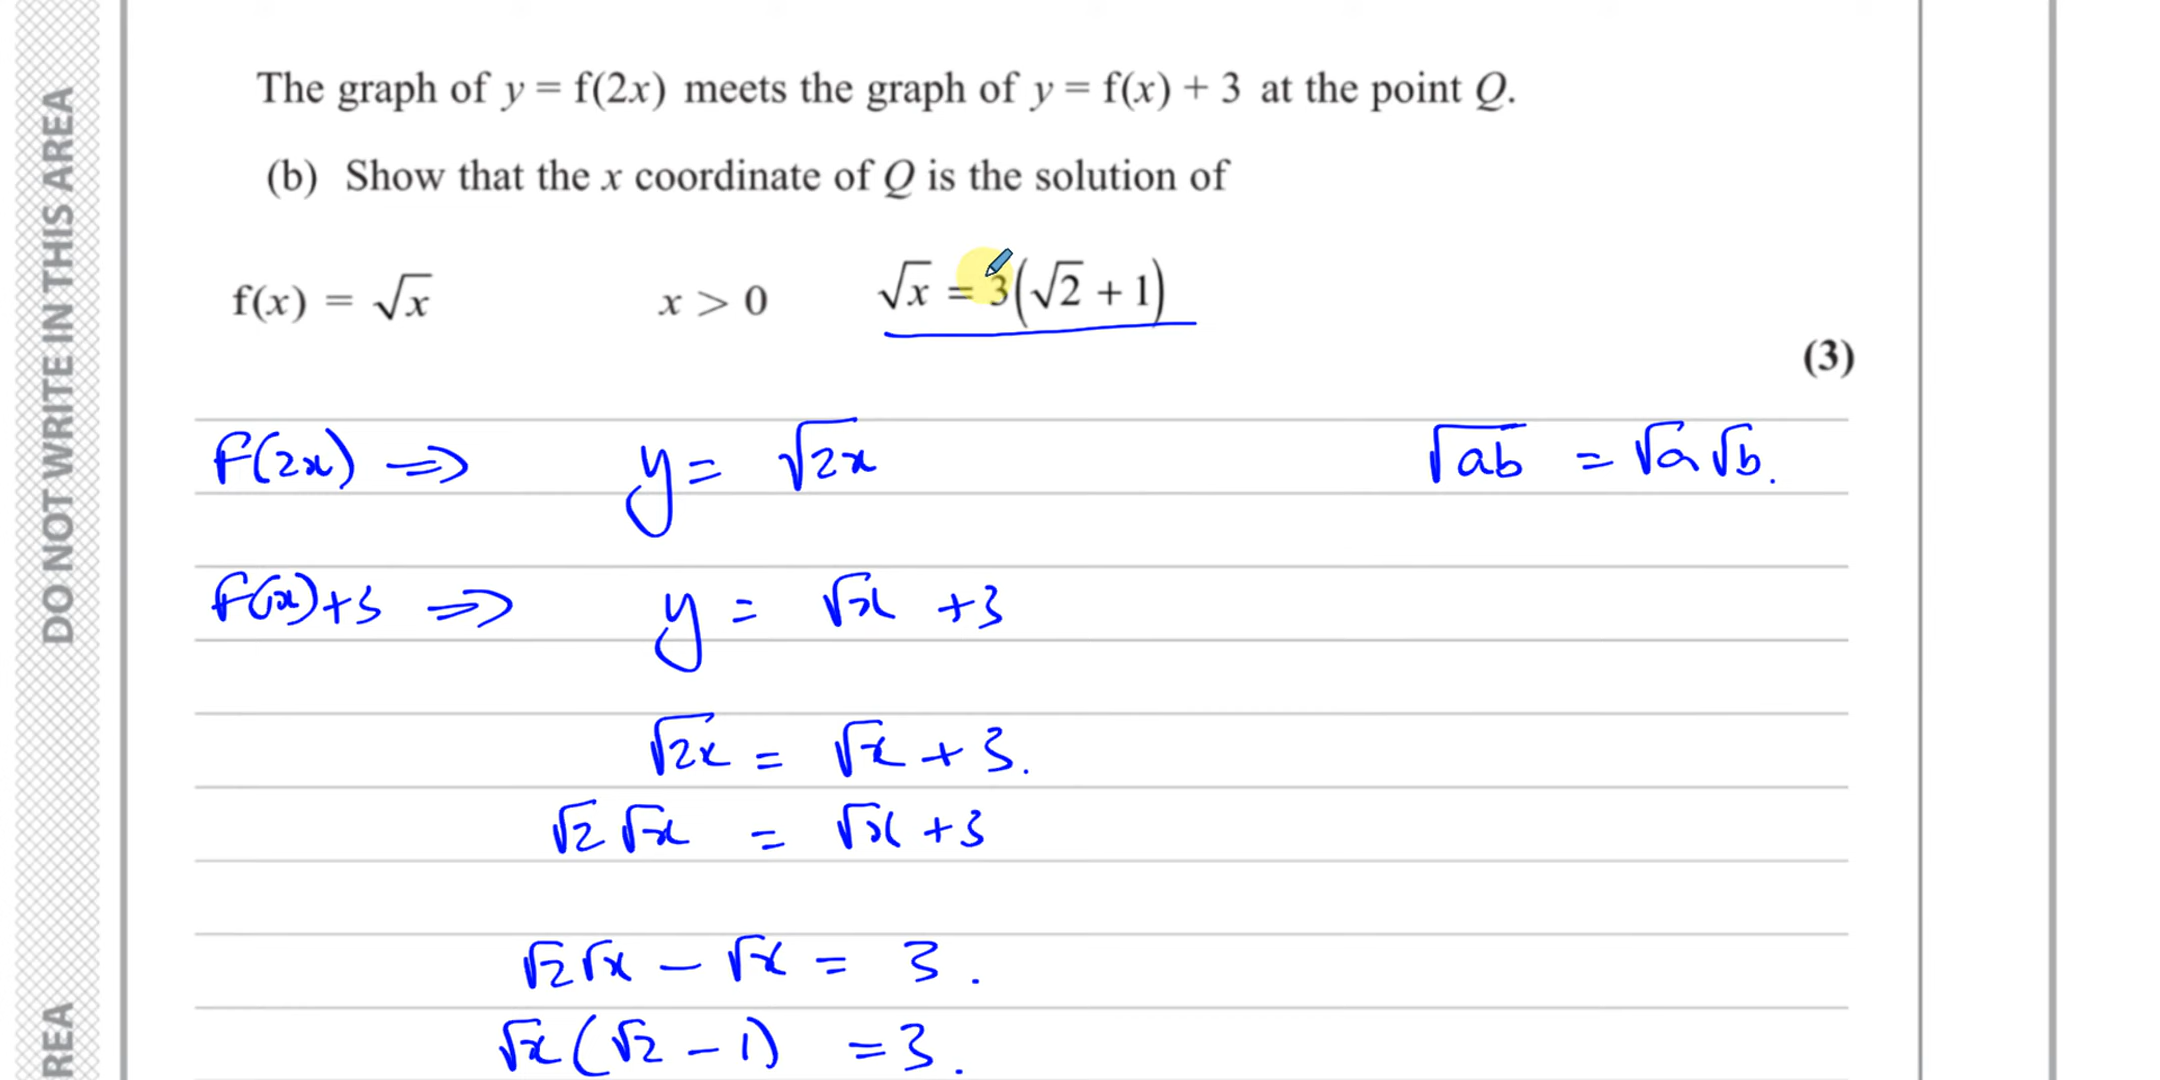 DO NOT WRITE IN THIS AREA
The graph of y = f(2x) meets the graph of y = f(x) + 3 at the point Q.
(b) Show that the x coordinate of Q is the solution of
f(x) = √x x > 0 √x = 3(√2 + 1)
(3)
f(2x) ⇒ y = √2x √ab = √a√b.
f(x)+3 ⇒ y = √x +3
√2x = √x + 3.
√2 √x = √x +3
√2√x − √x = 3.
√x(√2 − 1) = 3.
REA